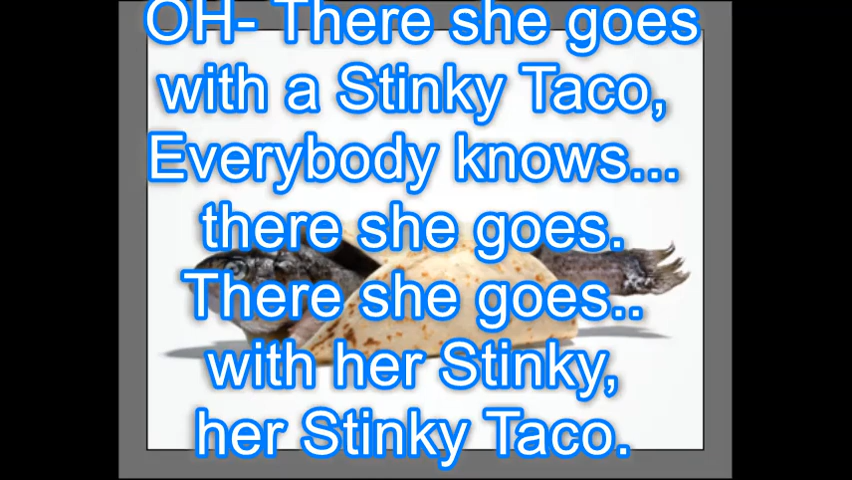 OH- There she goes
with a Stinky Taco,
Everybody knows...
there she goes.
There she goes..
with her Stinky,
her Stinky Taco.